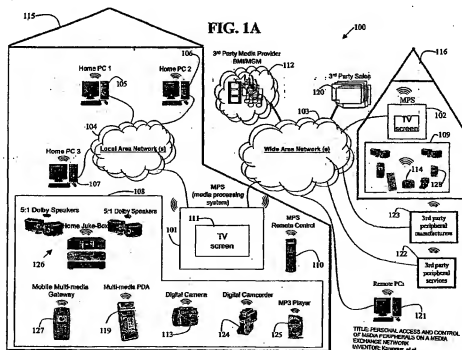 FIG. 1A
115
100
106
Home PC 1
Home PC 2
105
3rd Party Media Provider
BMI/MGM
112
3rd Party Sales
120
116
MPS
102
TV
screen
109
103
104
Local Area Network (s)
Wide Area Network (s)
Home PC 3
107
108
114
128
MPS
(media processing
system)
101
111
TV
screen
MPS
Remote Control
110
123
3rd party
peripheral
manufacturers
122
3rd party
peripheral
services
Remote PCs
121
5:1 Dolby Speakers
5:1 Dolby Speakers
Home Juke-Box
126
Mobile Multi-media
Gateway
127
Multi-media PDA
119
Digital Camera
113
Digital Camcorder
124
MP3 Player
125
TITLE: PERSONAL ACCESS AND CONTROL
OF MEDIA PERIPHERALS ON A MEDIA
EXCHANGE NETWORK
INVENTOR: et al.